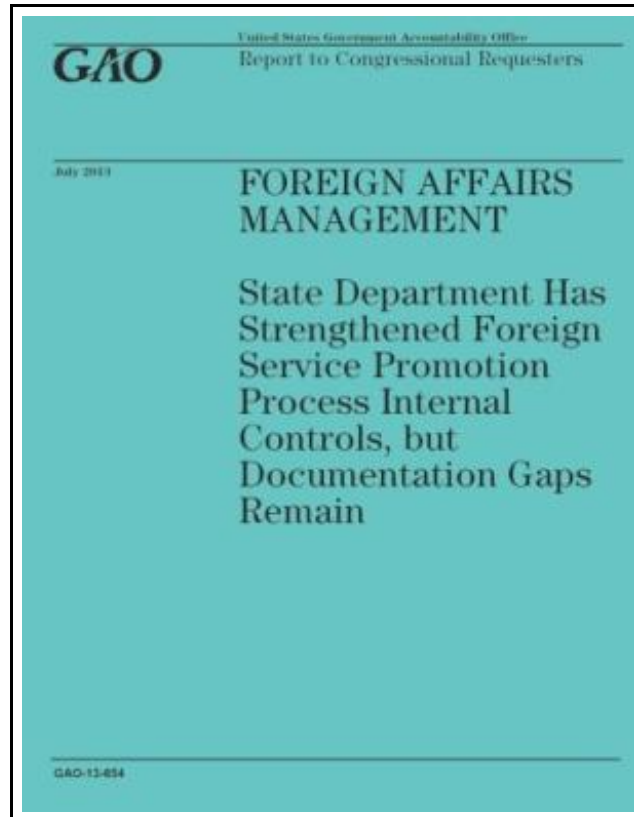 United States Government Accountability Office
GAO
Report to Congressional Requesters
July 2013
FOREIGN AFFAIRS
MANAGEMENT
State Department Has
Strengthened Foreign
Service Promotion
Process Internal
Controls, but
Documentation Gaps
Remain
GAO-13-654